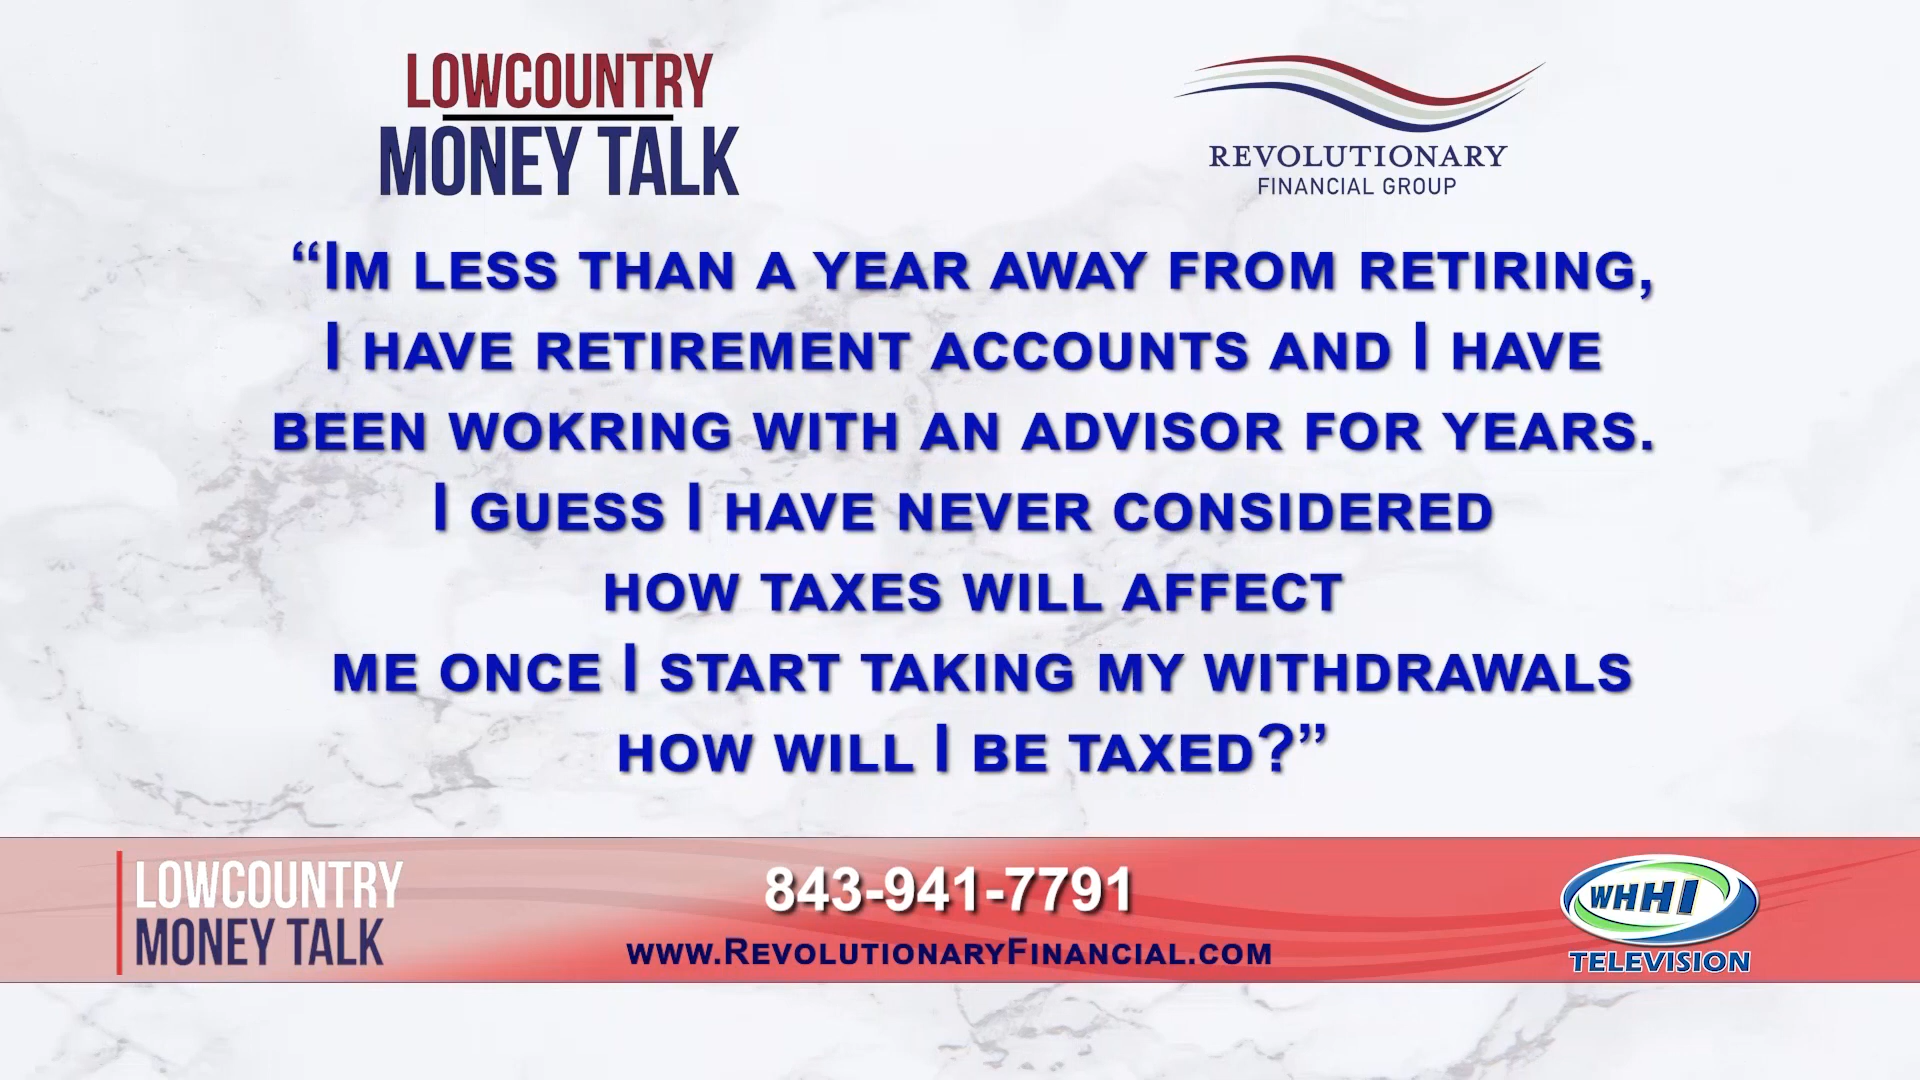 LOWCOUNTRY
MONEY TALK
REVOLUTIONARY
FINANCIAL GROUP
“IM LESS THAN A YEAR AWAY FROM RETIRING,
I HAVE RETIREMENT ACCOUNTS AND I HAVE
BEEN WOKRING WITH AN ADVISOR FOR YEARS.
I GUESS I HAVE NEVER CONSIDERED
HOW TAXES WILL AFFECT
ME ONCE I START TAKING MY WITHDRAWALS
HOW WILL I BE TAXED?”
LOWCOUNTRY
MONEY TALK
843-941-7791
WWW.REVOLUTIONARYFINANCIAL.COM
WHHI
TELEVISION